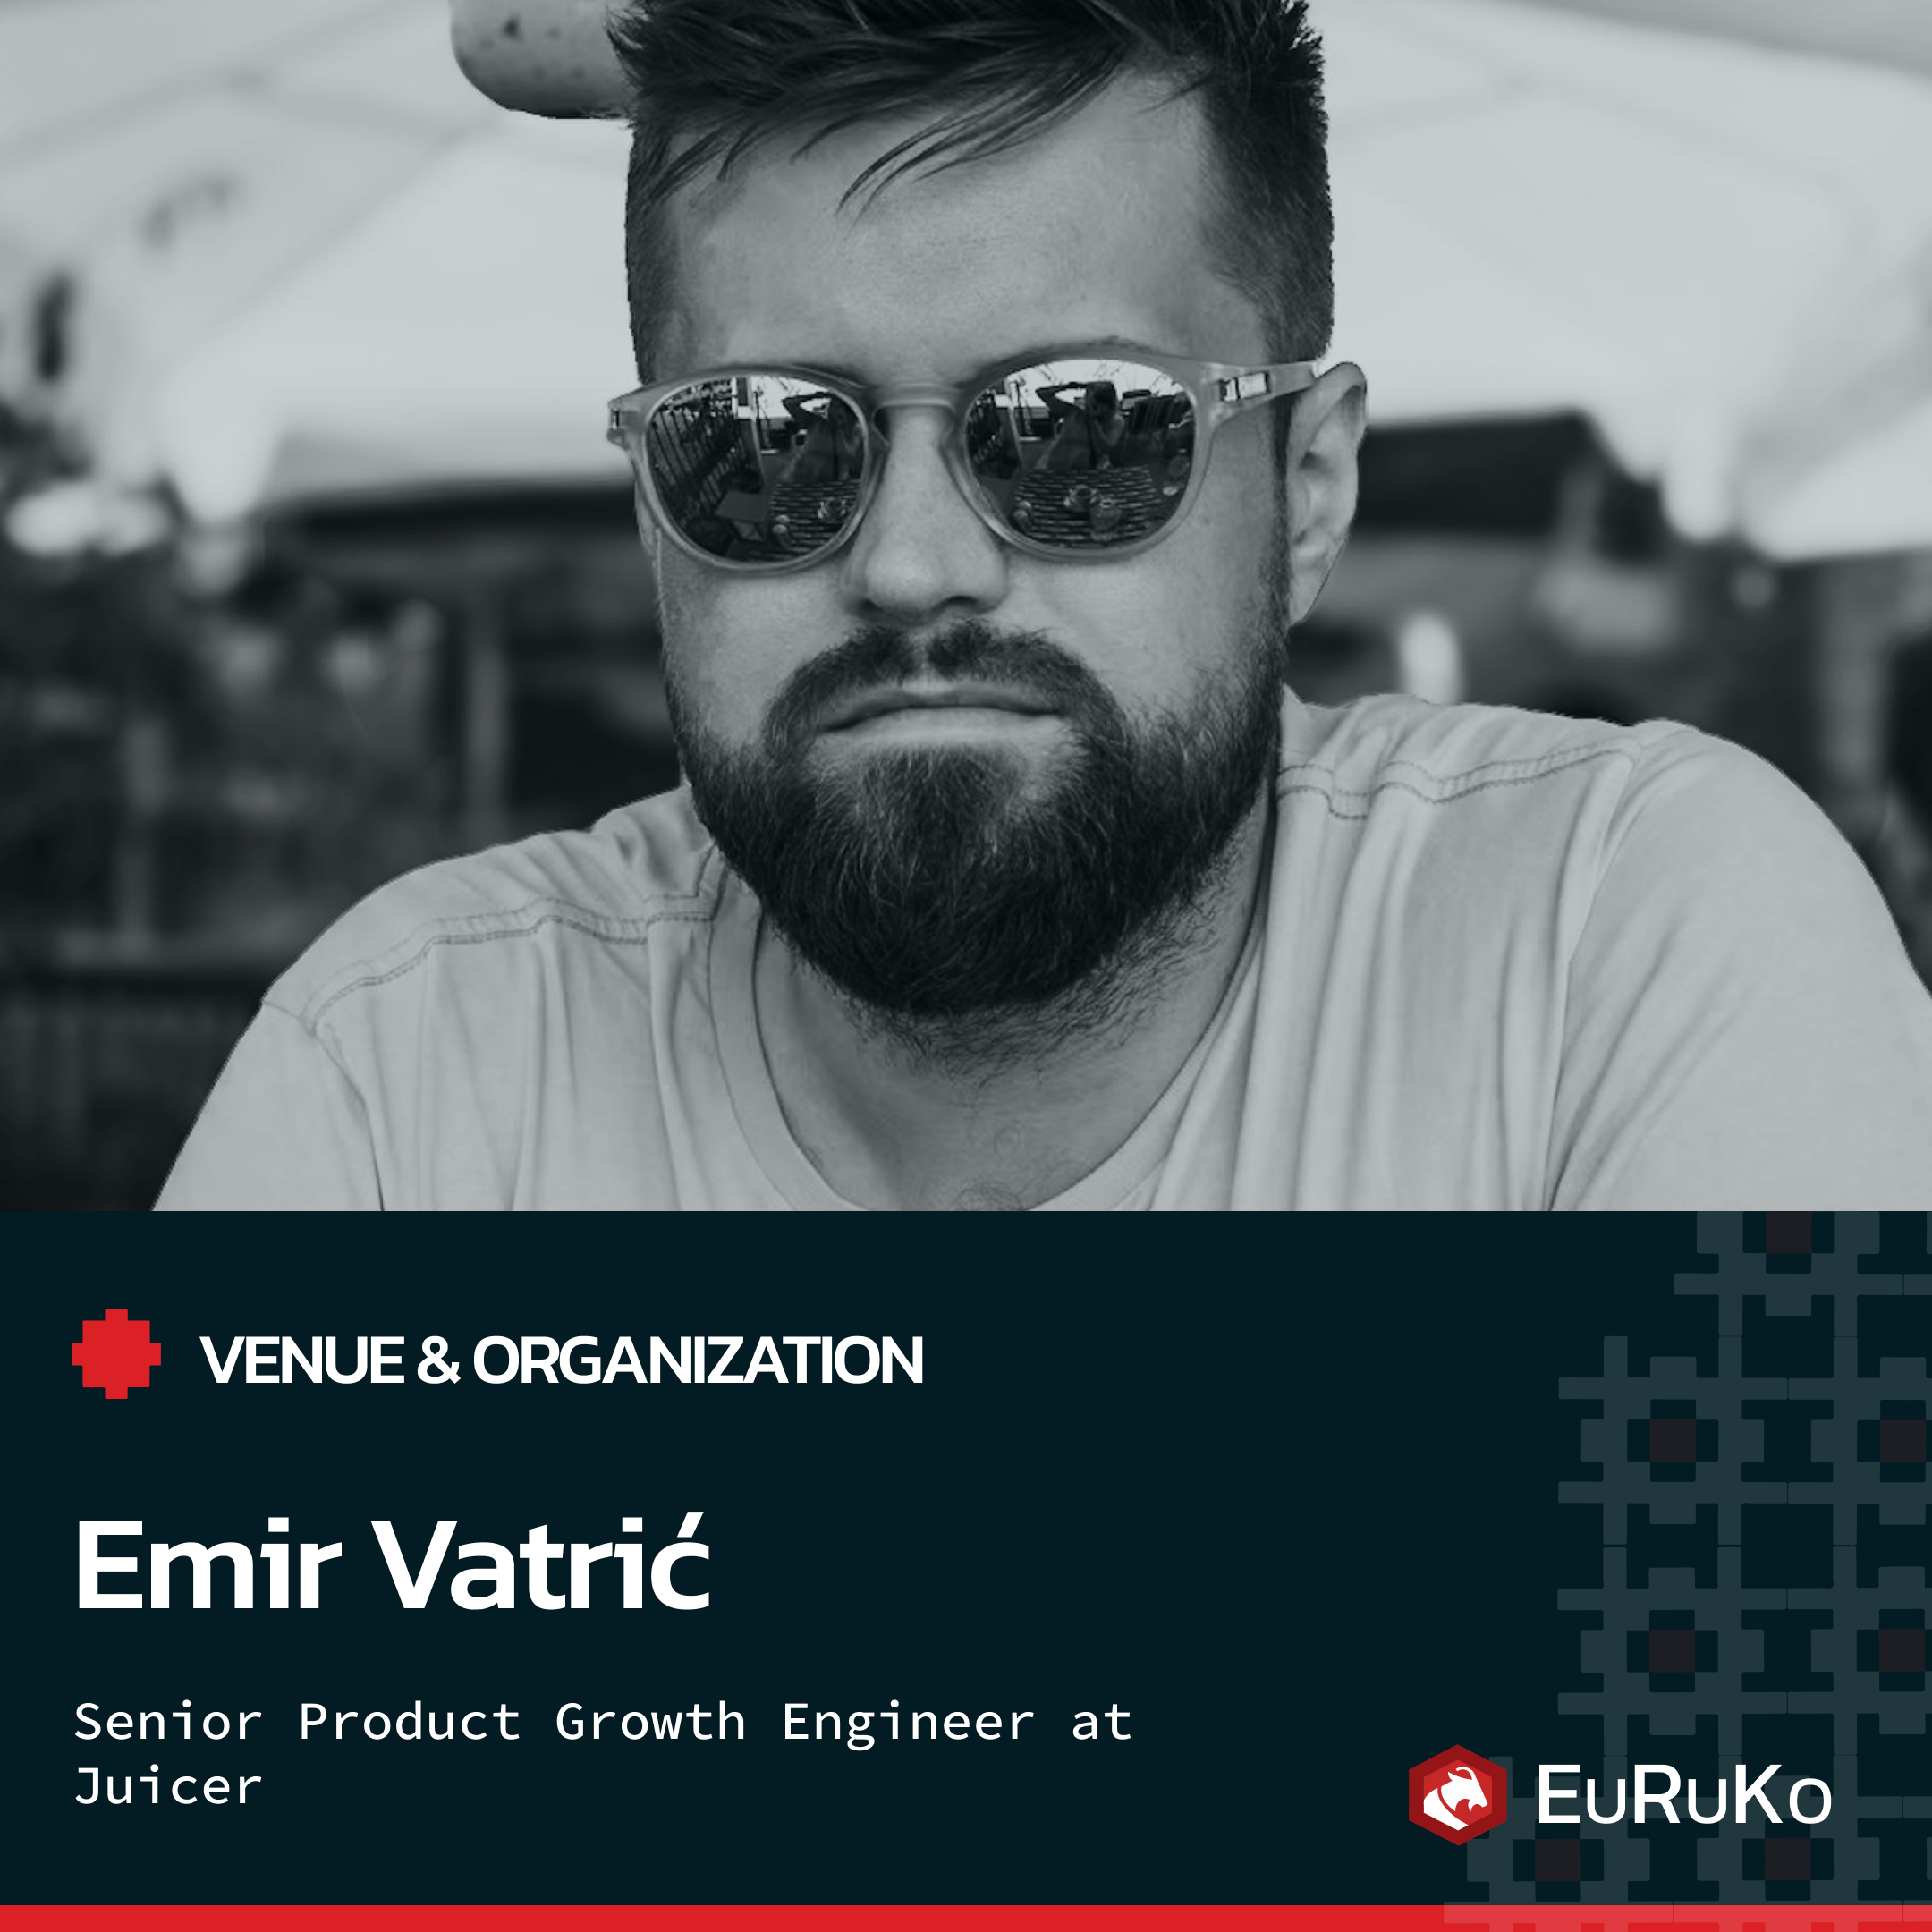 VENUE & ORGANIZATION
Emir Vatrić
Senior Product Growth Engineer at
Juicer
EuRuKo